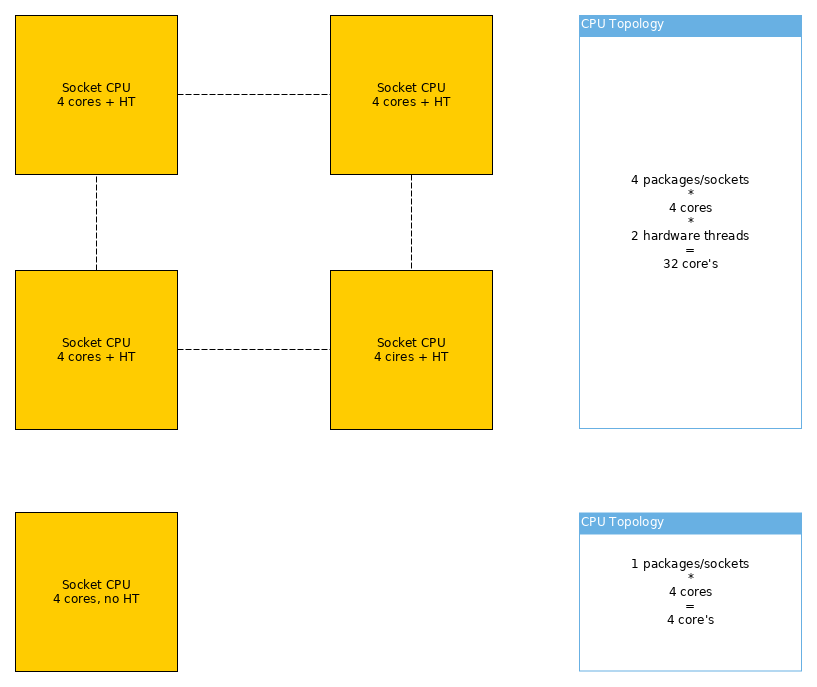 Socket CPU
4 cores + HT
Socket CPU
4 cores + HT
CPU Topology
4 packages/sockets
*
4 cores
*
2 hardware threads
=
32 core's
Socket CPU
4 cores + HT
Socket CPU
4 cires + HT
Socket CPU
4 cores, no HT
CPU Topology
1 packages/sockets
*
4 cores
=
4 core's